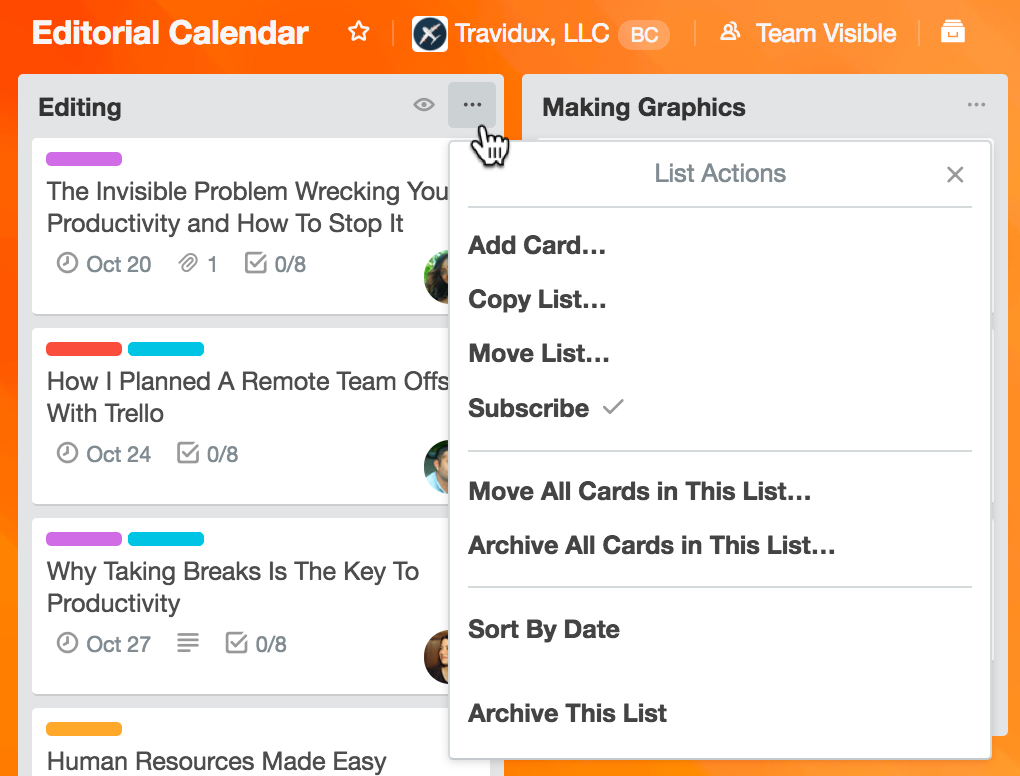 Editorial Calendar
Travidux, LLC BC
Team Visible
Editing
The Invisible Problem Wrecking You
Productivity and How To Stop It
Oct 20 1 0/8
How I Planned A Remote Team Offs
With Trello
Oct 24 0/8
Why Taking Breaks Is The Key To
Productivity
Oct 27 0/8
Human Resources Made Easy
Making Graphics
List Actions
Add Card...
Copy List...
Move List...
Subscribe
Move All Cards in This List...
Archive All Cards in This List...
Sort By Date
Archive This List